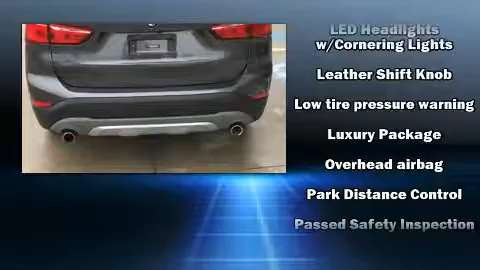 LED Headlights
w/Cornering Lights
Leather Shift Knob
Low tire pressure warning
Luxury Package
Overhead airbag
Park Distance Control
Passed Safety Inspection